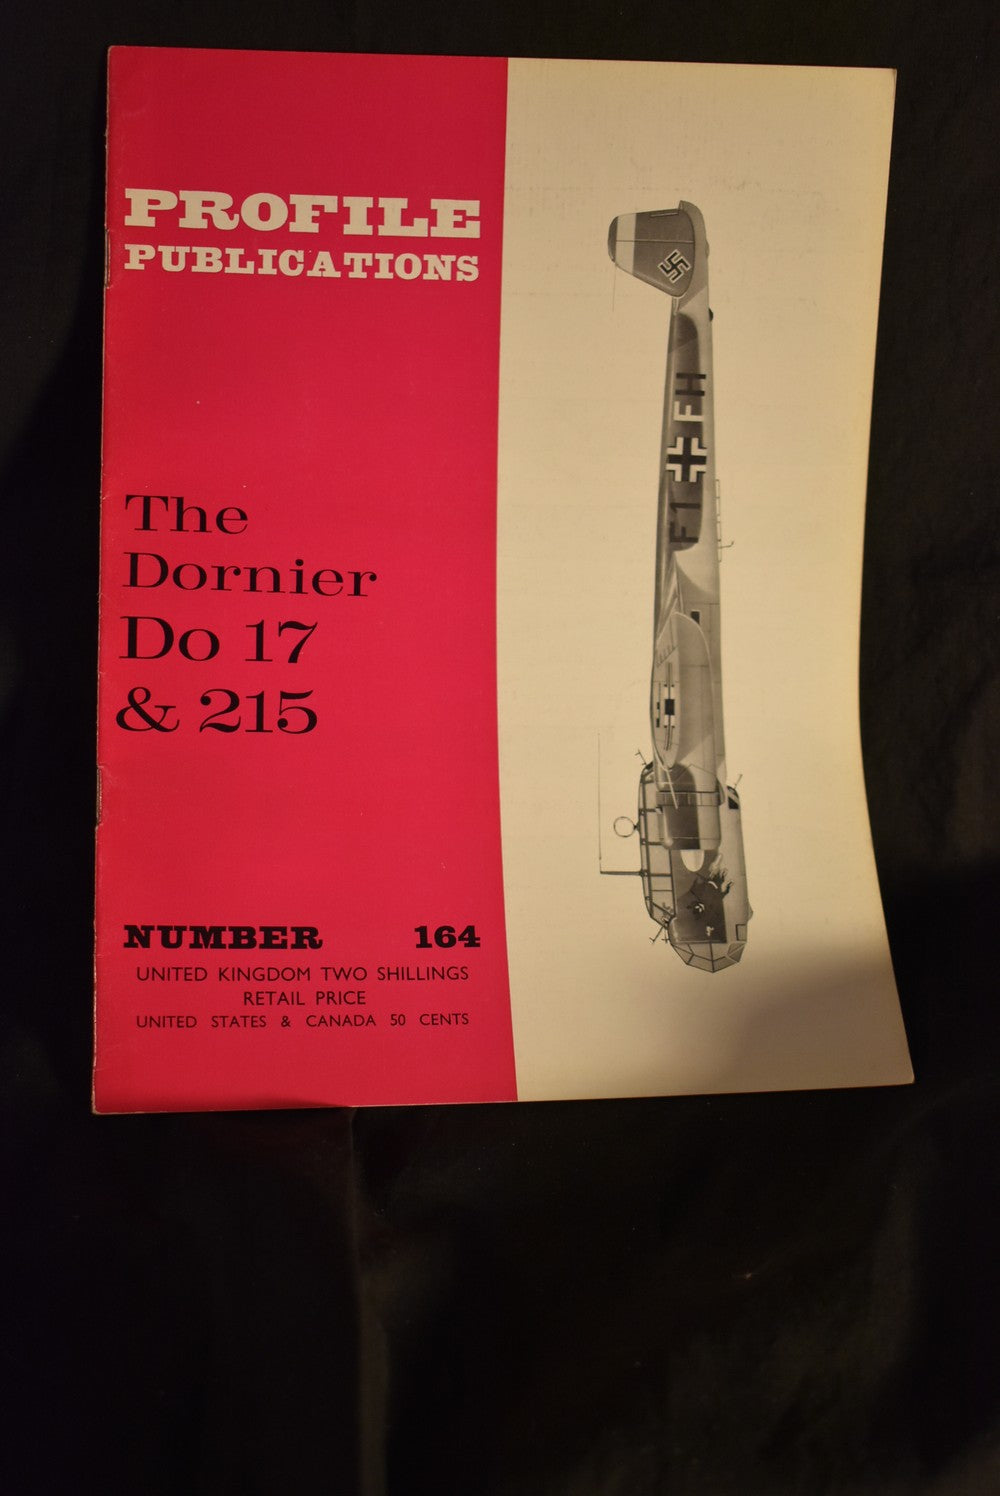 PROFILE
PUBLICATIONS
The
Dornier
Do 17
& 215
NUMBER 164
UNITED KINGDOM TWO SHILLINGS
RETAIL PRICE
UNITED STATES & CANADA 50 CENTS
F1 FH